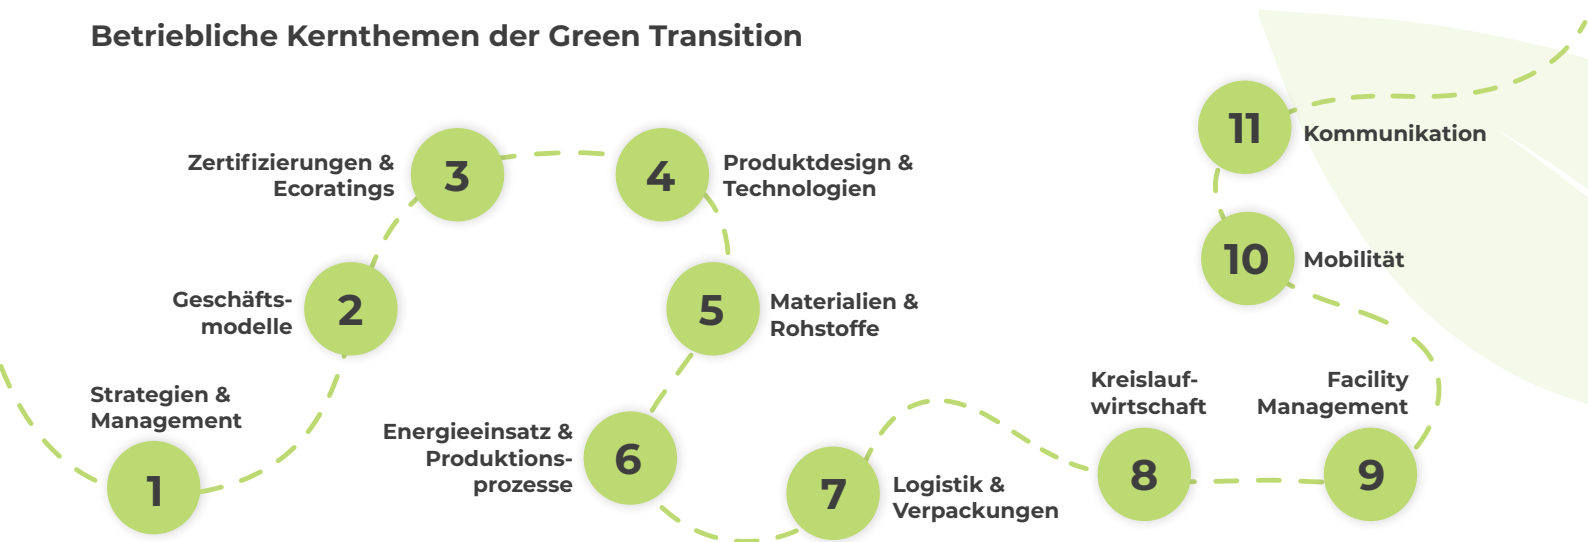 Betriebliche Kernthemen der Green Transition
1
Strategien &
Management
2
Geschäfts-
modelle
3
Zertifizierungen &
Ecoratings
4
Produktdesign &
Technologien
5
Materialien &
Rohstoffe
6
Energieeinsatz &
Produktions-
prozesse
7
Logistik &
Verpackungen
8
Kreislauf-
wirtschaft
9
Facility
Management
10
Mobilität
11
Kommunikation